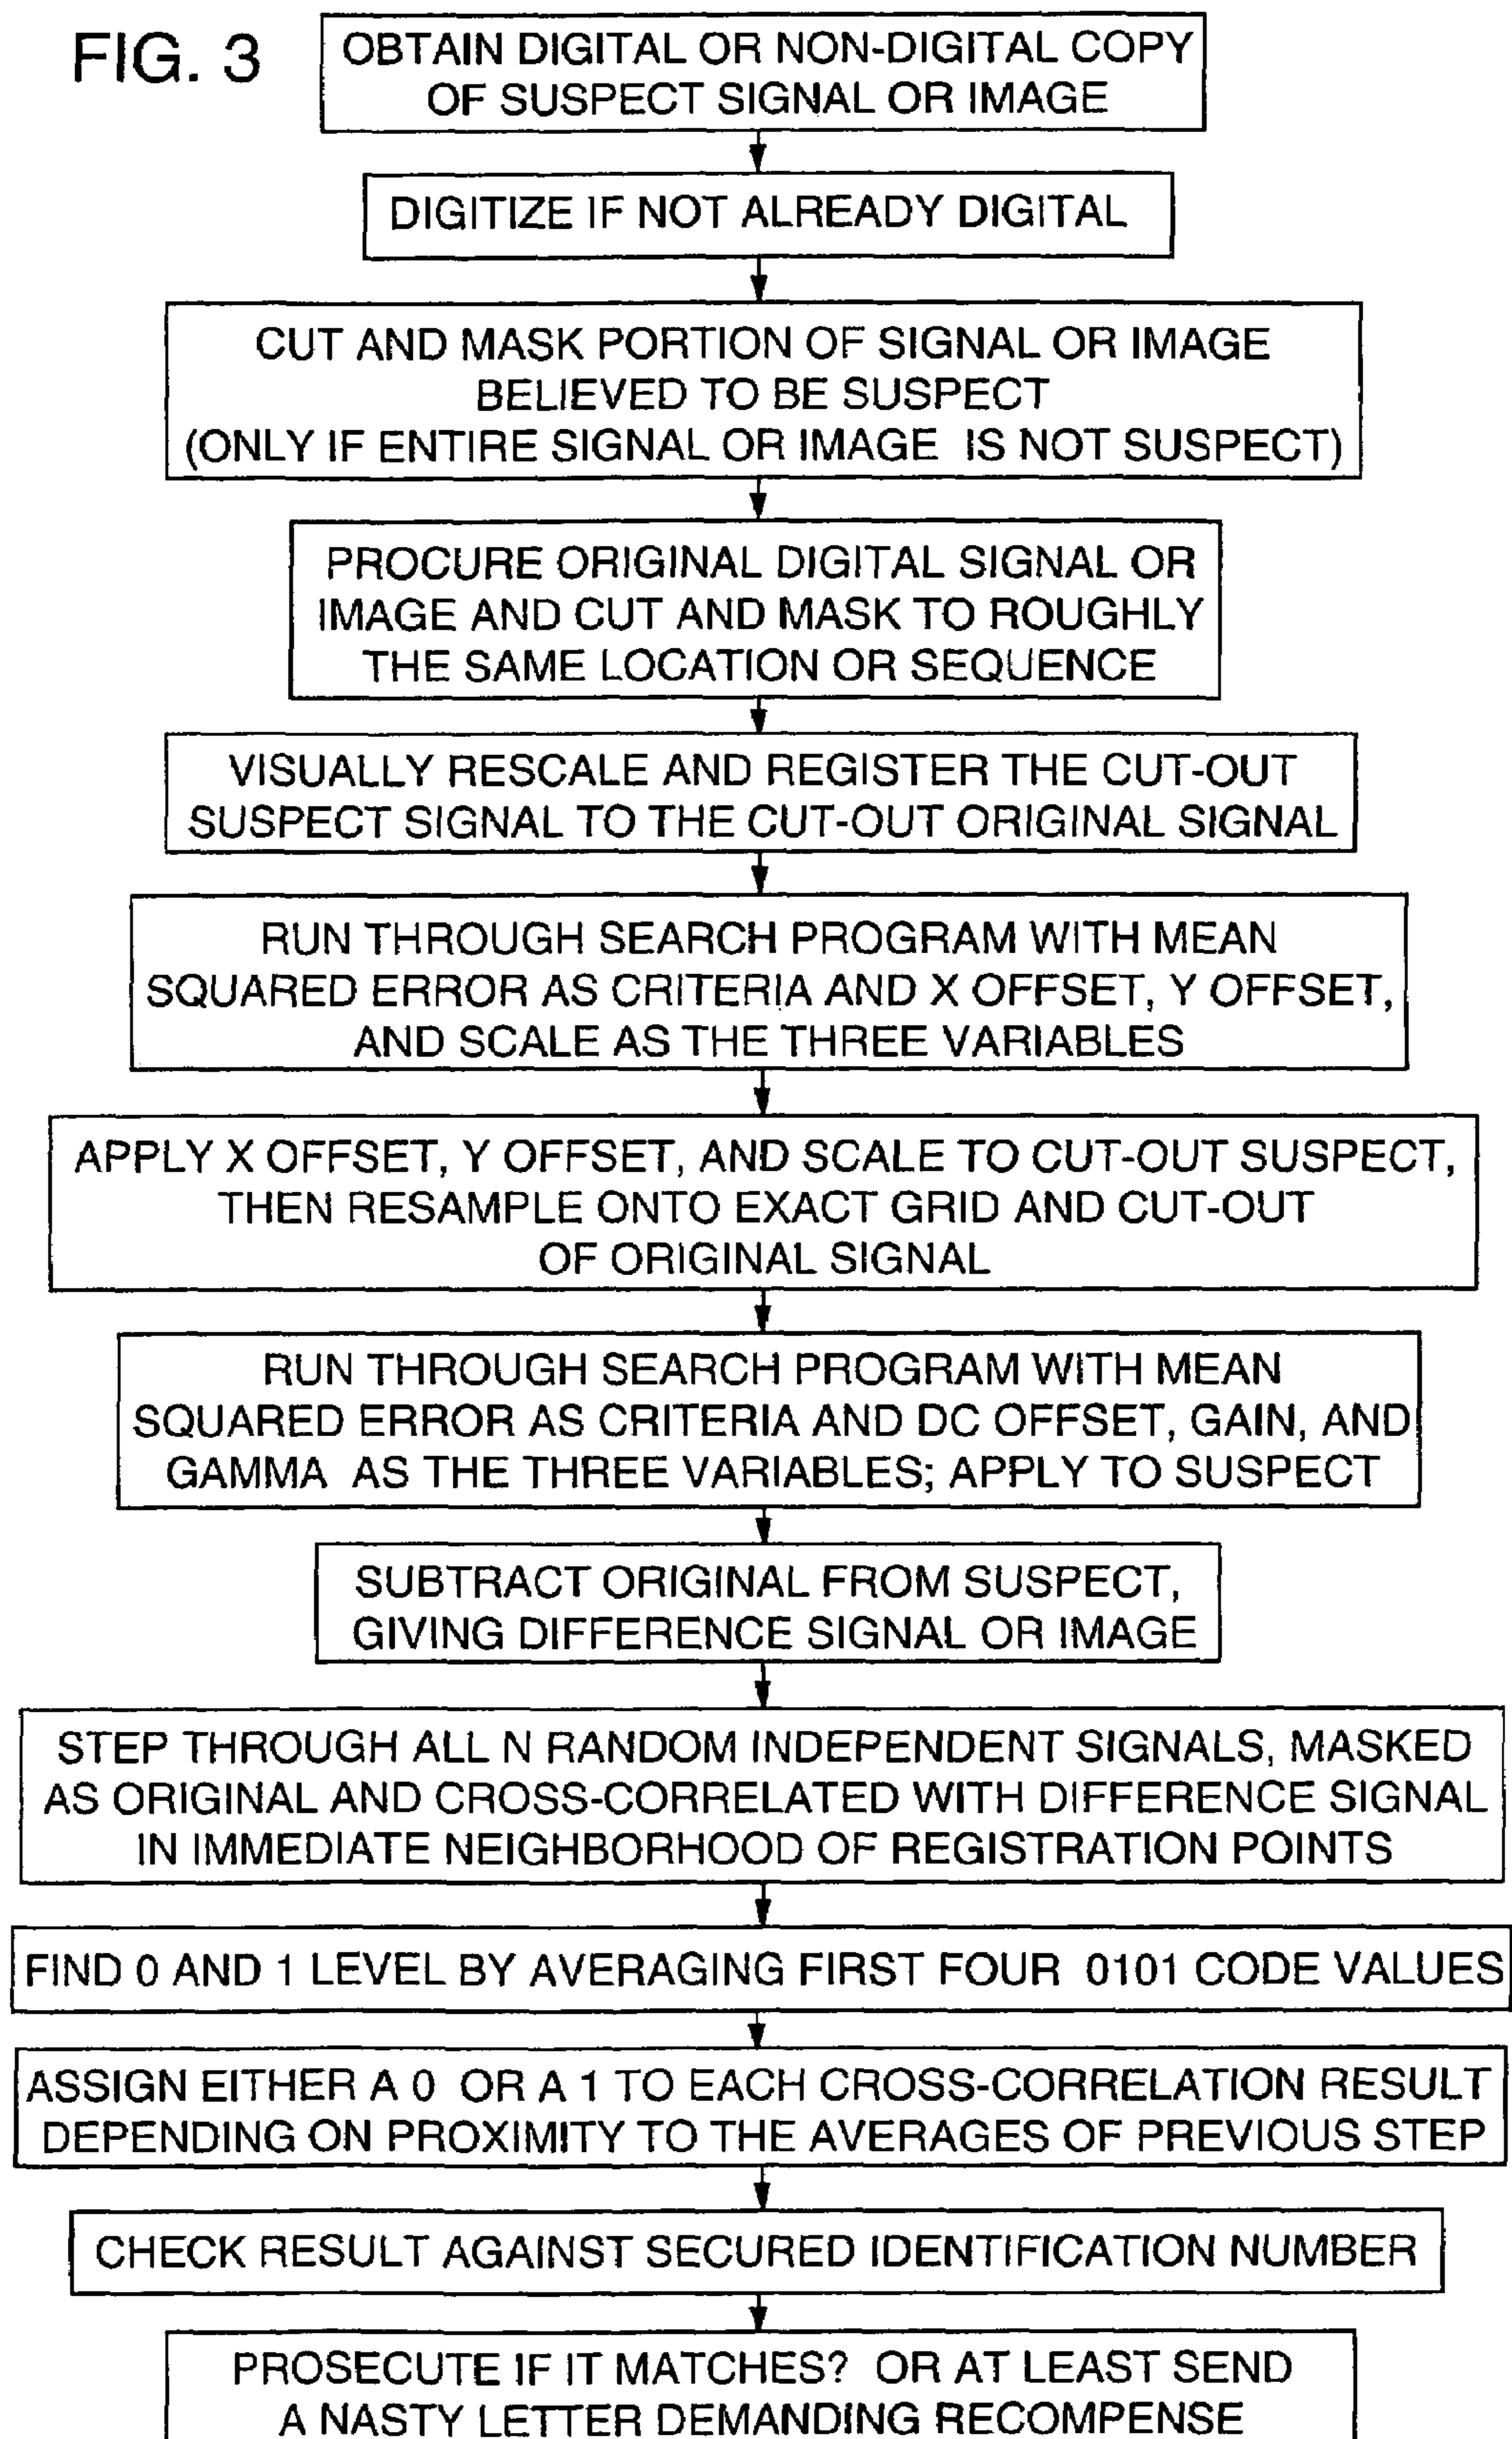 FIG. 3
OBTAIN DIGITAL OR NON-DIGITAL COPY
OF SUSPECT SIGNAL OR IMAGE
DIGITIZE IF NOT ALREADY DIGITAL
CUT AND MASK PORTION OF SIGNAL OR IMAGE
BELIEVED TO BE SUSPECT
(ONLY IF ENTIRE SIGNAL OR IMAGE IS NOT SUSPECT)
PROCURE ORIGINAL DIGITAL SIGNAL OR
IMAGE AND CUT AND MASK TO ROUGHLY
THE SAME LOCATION OR SEQUENCE
VISUALLY RESCALE AND REGISTER THE CUT-OUT
SUSPECT SIGNAL TO THE CUT-OUT ORIGINAL SIGNAL
RUN THROUGH SEARCH PROGRAM WITH MEAN
SQUARED ERROR AS CRITERIA AND X OFFSET, Y OFFSET,
AND SCALE AS THE THREE VARIABLES
APPLY X OFFSET, Y OFFSET, AND SCALE TO CUT-OUT SUSPECT,
THEN RESAMPLE ONTO EXACT GRID AND CUT-OUT
OF ORIGINAL SIGNAL
RUN THROUGH SEARCH PROGRAM WITH MEAN
SQUARED ERROR AS CRITERIA AND DC OFFSET, GAIN, AND
GAMMA AS THE THREE VARIABLES; APPLY TO SUSPECT
SUBTRACT ORIGINAL FROM SUSPECT,
GIVING DIFFERENCE SIGNAL OR IMAGE
STEP THROUGH ALL N RANDOM INDEPENDENT SIGNALS, MASKED
AS ORIGINAL AND CROSS-CORRELATED WITH DIFFERENCE SIGNAL
IN IMMEDIATE NEIGHBORHOOD OF REGISTRATION POINTS
FIND 0 AND 1 LEVEL BY AVERAGING FIRST FOUR 0101 CODE VALUES
ASSIGN EITHER A 0 OR A 1 TO EACH CROSS-CORRELATION RESULT
DEPENDING ON PROXIMITY TO THE AVERAGES OF PREVIOUS STEP
CHECK RESULT AGAINST SECURED IDENTIFICATION NUMBER
PROSECUTE IF IT MATCHES? OR AT LEAST SEND
A NASTY LETTER DEMANDING RECOMPENSE